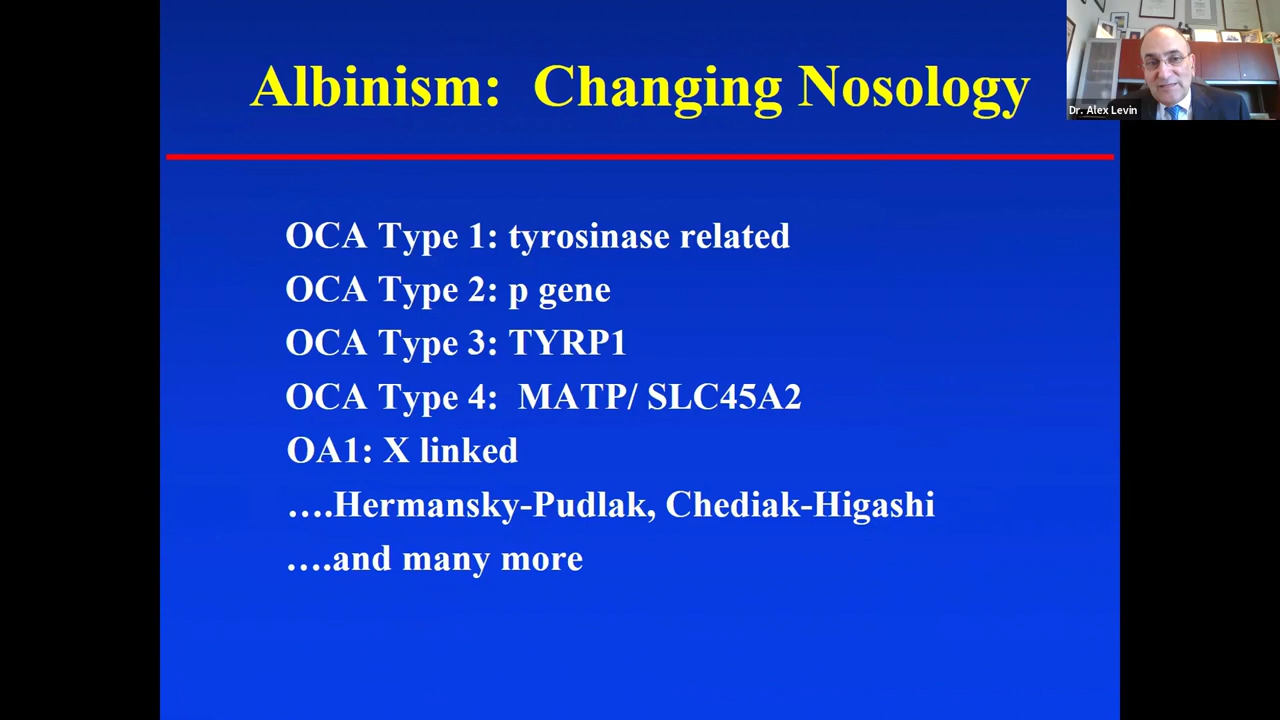 Albinism: Changing Nosology
Dr. Alex Levin
OCA Type 1: tyrosinase related
OCA Type 2: p gene
OCA Type 3: TYRP1
OCA Type 4: MATP/ SLC45A2
OA1: X linked
….Hermansky-Pudlak, Chediak-Higashi
….and many more